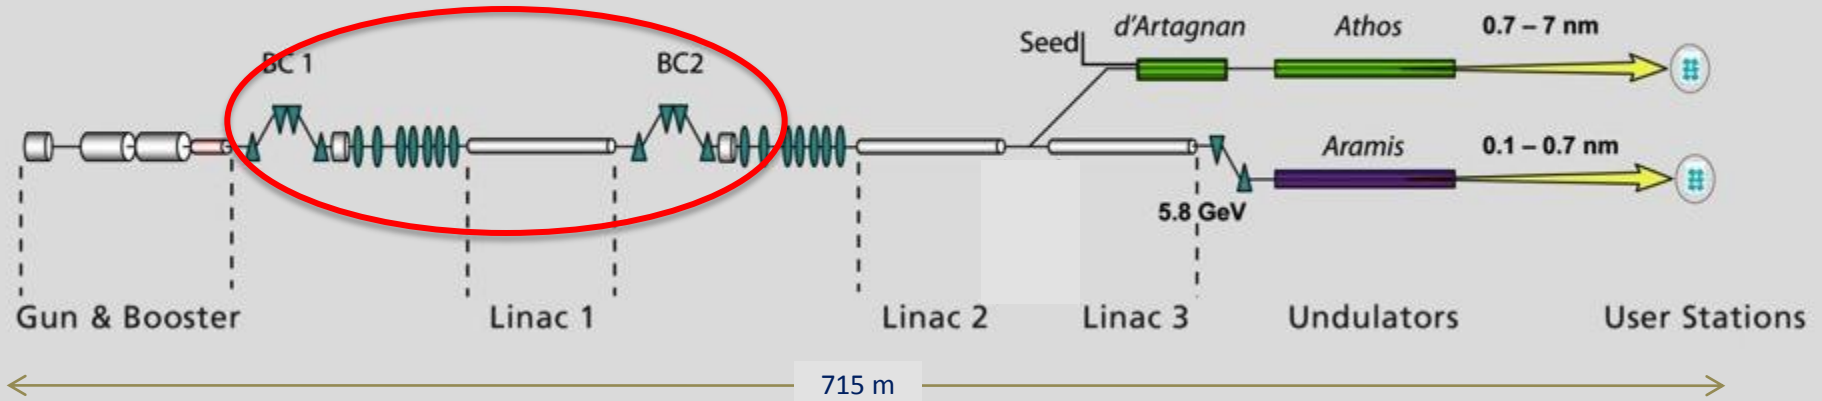 d'Artagnan
Athos
0.7 – 7 nm
Seed
BC 1
BC2
Aramis
0.1 – 0.7 nm
5.8 GeV
Gun & Booster
Linac 1
Linac 2
Linac 3
Undulators
User Stations
715 m